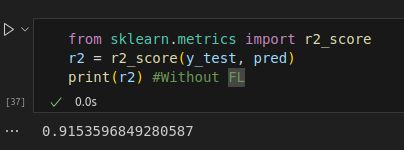 from sklearn.metrics import r2_score
r2 = r2_score(y_test, pred)
print(r2) #Without FL
[37]
0.0s
0.9153596849280587